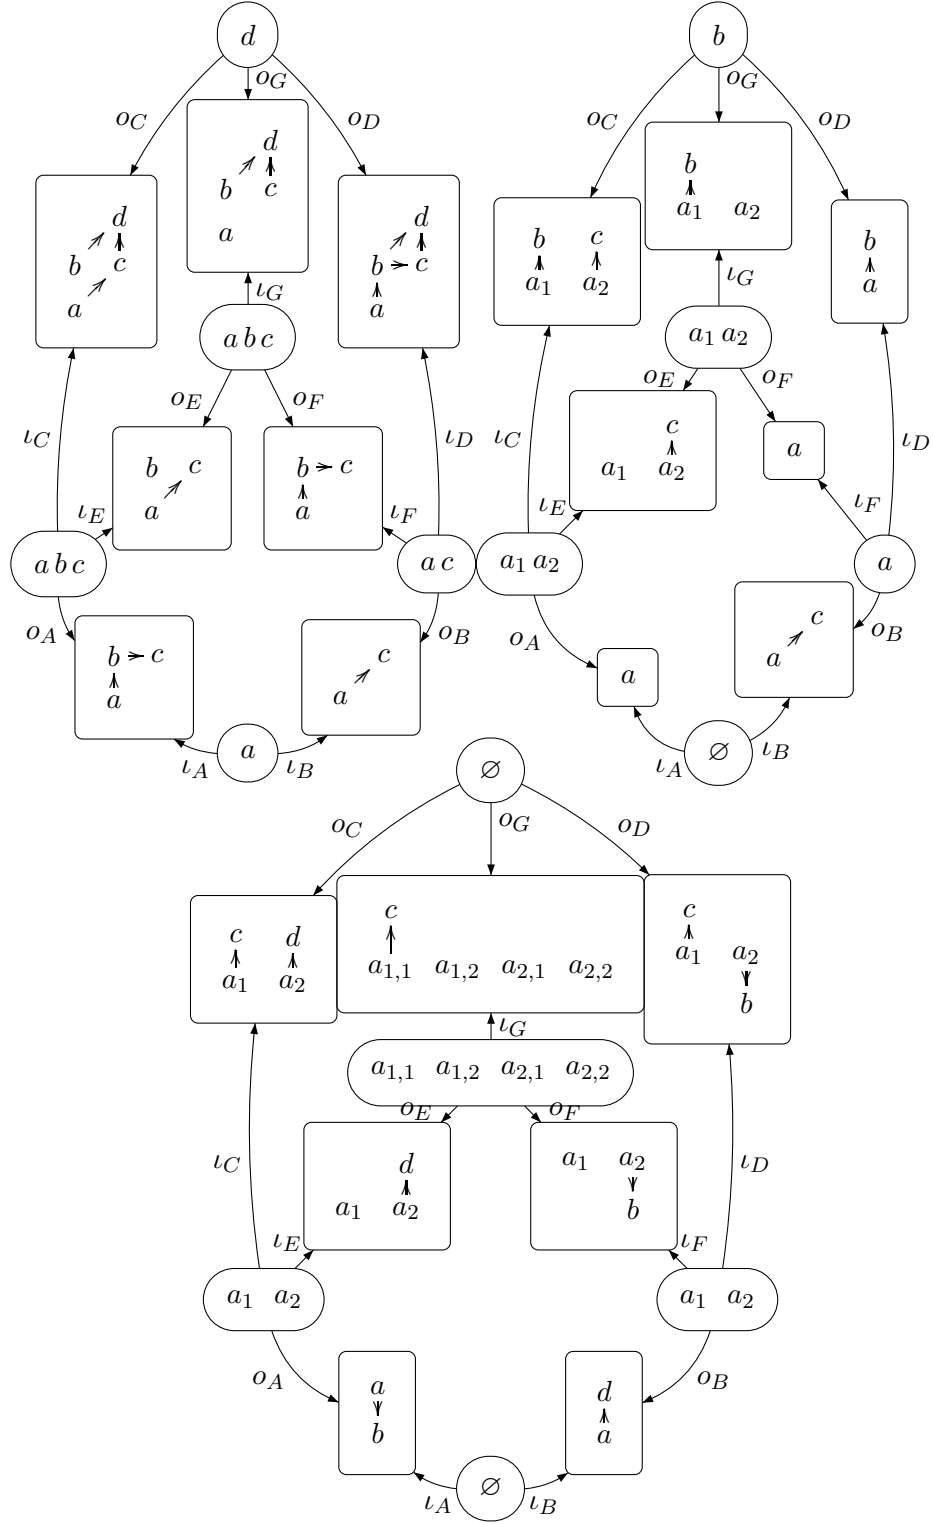 d
o_C o_G o_D
d
b c
a
d
b c
a
d
b c
a
ι_G
a b c
o_E o_F
ι_C ι_D
b c
a
b c
a
ι_E ι_F
a b c
a c
o_A o_B
b c
a
c
a
a
ι_A ι_B
b
o_C o_G o_D
b
a_1 a_2
b c
a_1 a_2
b
a
ι_G
a_1 a_2
o_E o_F
ι_C ι_D
c
a_1 a_2
a
ι_E ι_F
a_1 a_2
a
o_A o_B
a
c
a
∅
ι_A ι_B
∅
o_C o_G o_D
c d
a_1 a_2
c
a_{1,1} a_{1,2} a_{2,1} a_{2,2}
c
a_1 a_2
b
ι_G
a_{1,1} a_{1,2} a_{2,1} a_{2,2}
o_E o_F
ι_C ι_D
d
a_1 a_2
a_1 a_2
b
ι_E ι_F
a_1 a_2
a_1 a_2
o_A o_B
a
b
d
a
∅
ι_A ι_B